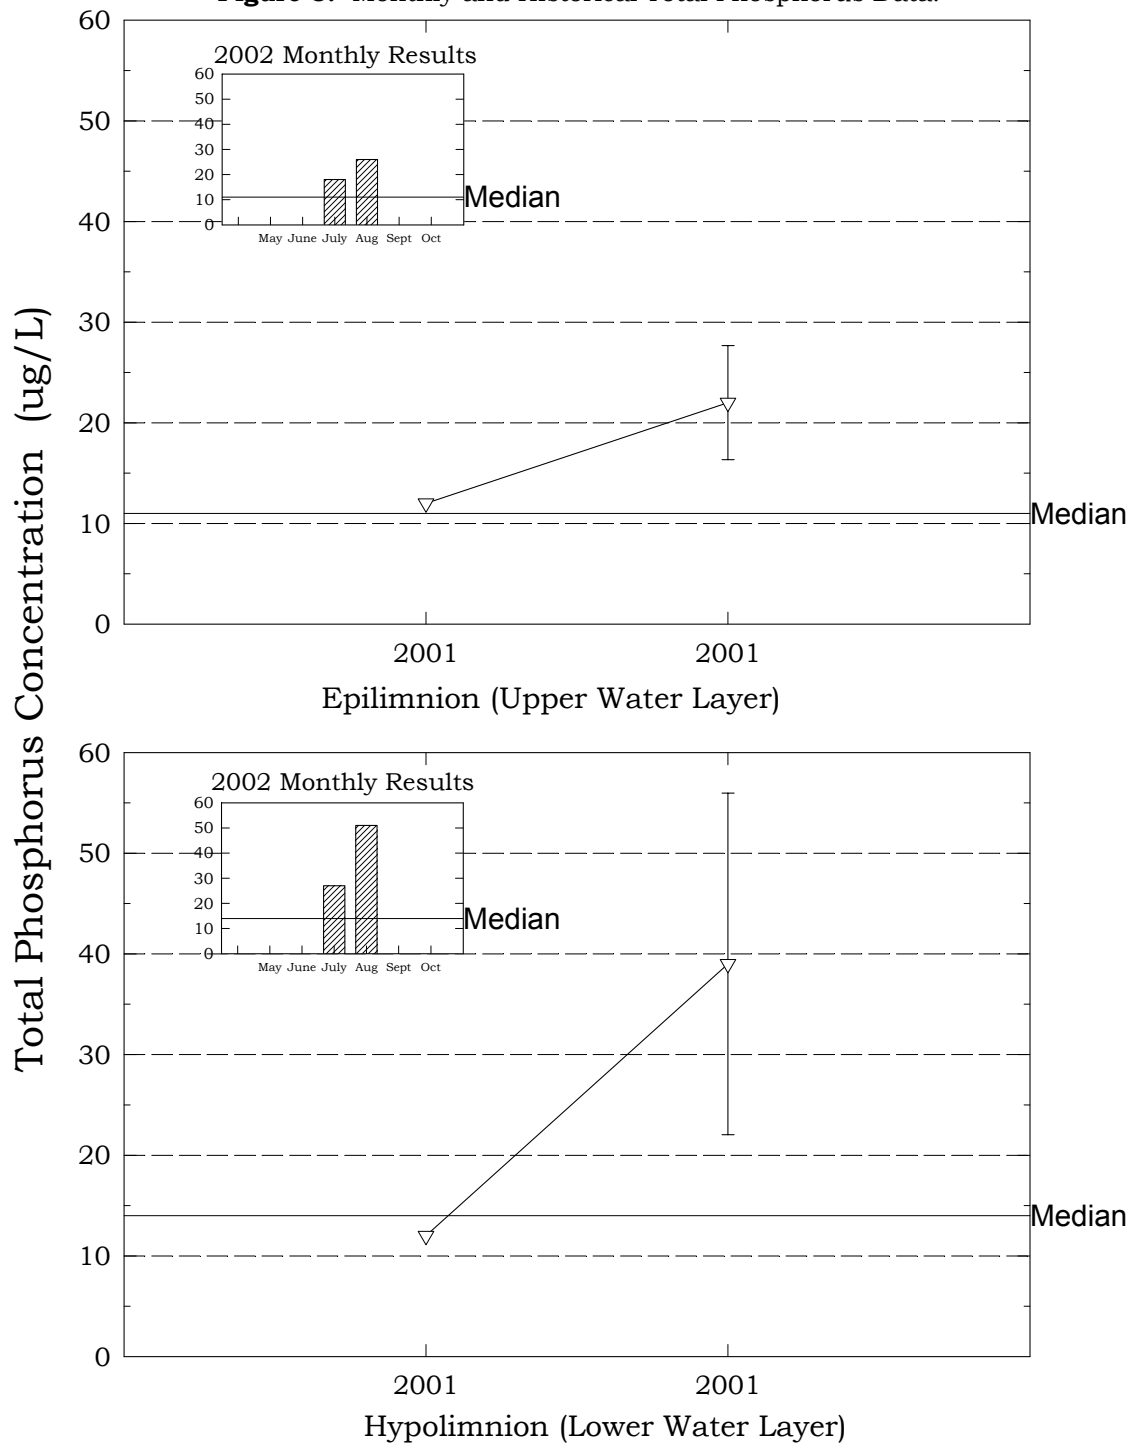 Figure 3. Monthly and Historical Total Phosphorus Data.
Total Phosphorus Concentration (ug/L)
60
50
40
30
20
10
0
2002 Monthly Results
60
50
40
30
20
10
0
Median
May June July Aug Sept Oct
Median
2001 2001
Epilimnion (Upper Water Layer)
60
50
40
30
20
10
0
2002 Monthly Results
60
50
40
30
20
10
0
Median
May June July Aug Sept Oct
Median
2001 2001
Hypolimnion (Lower Water Layer)